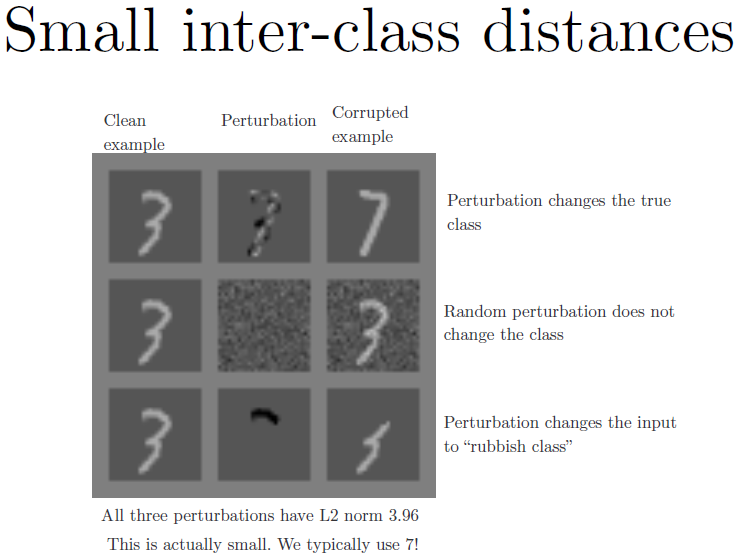 Small inter-class distances
Clean
example
Perturbation
Corrupted
example
Perturbation changes the true
class
Random perturbation does not
change the class
Perturbation changes the input
to “rubbish class”
All three perturbations have L2 norm 3.96
This is actually small. We typically use 7!